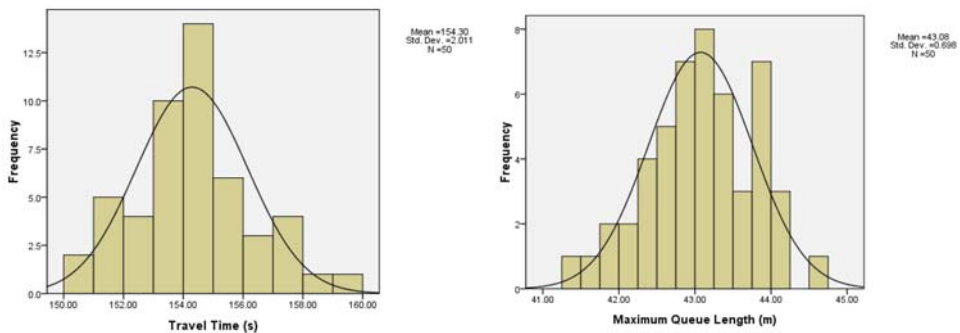 Mean =154.30
Std. Dev. =2.011
N =50
12.5
10.0
7.5
5.0
2.5
0.0
Frequency
150.00 152.00 154.00 156.00 158.00 160.00
Travel Time (s)
Mean =43.08
Std. Dev. =0.698
N =50
8
6
4
2
0
Frequency
41.00 42.00 43.00 44.00 45.00
Maximum Queue Length (m)